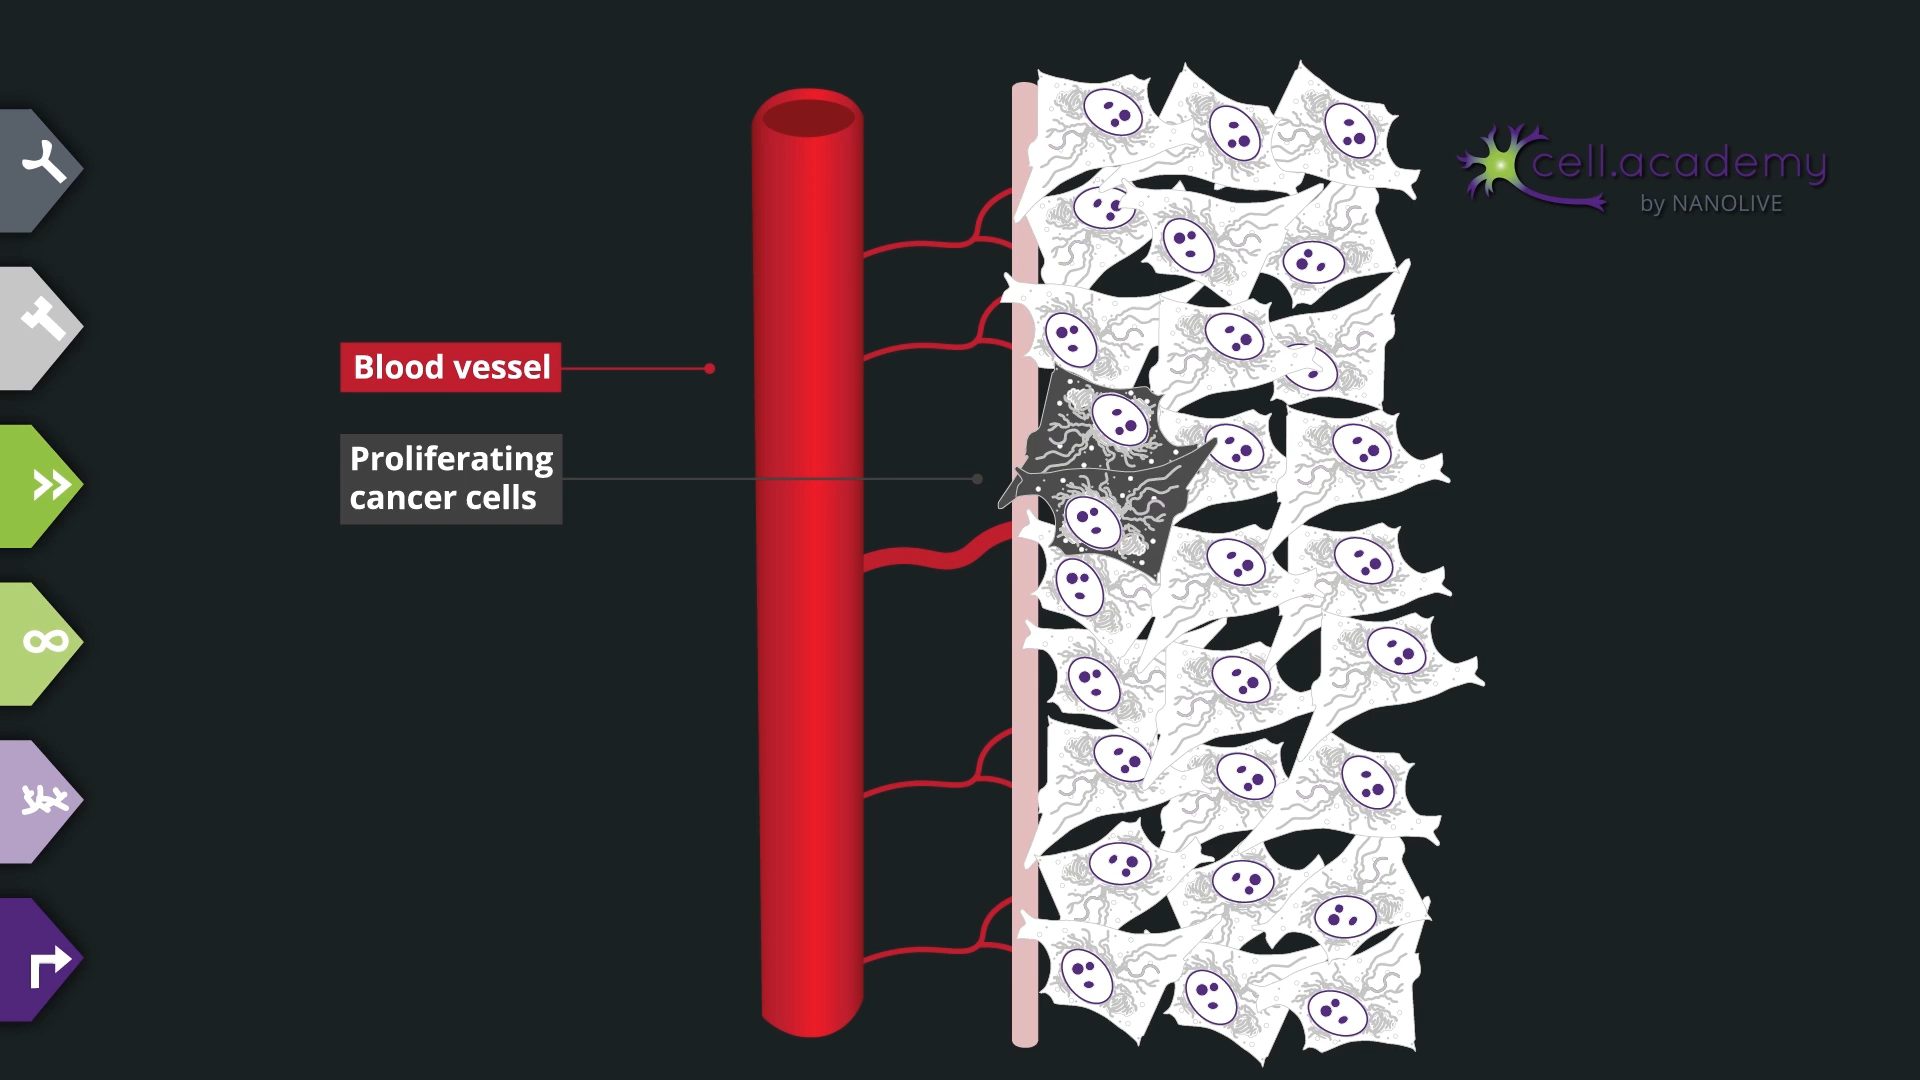 cell.academy
by NANOLIVE
Blood vessel
Proliferating
cancer cells